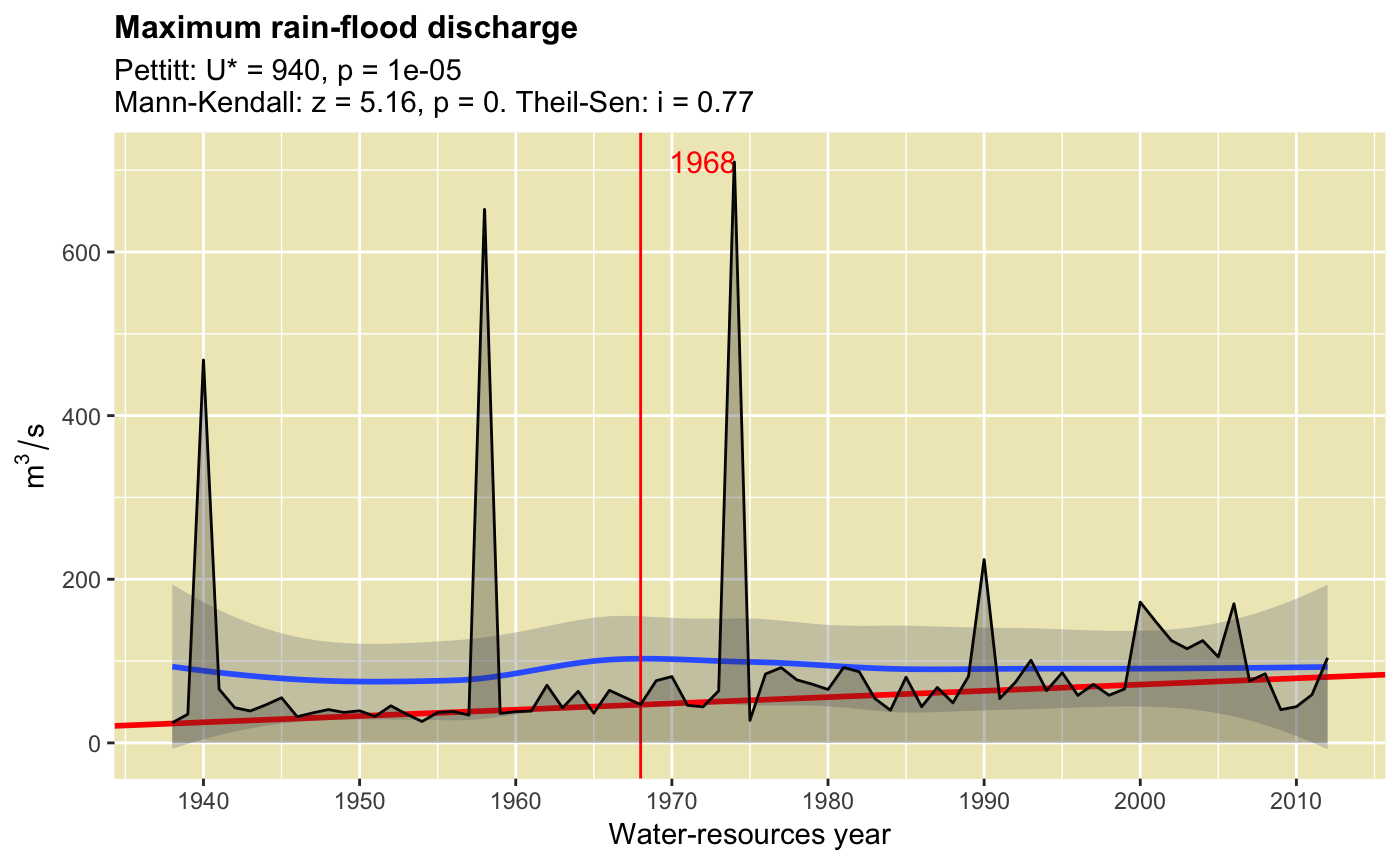 Maximum rain-flood discharge
Pettitt: U* = 940, p = 1e-05
Mann-Kendall: z = 5.16, p = 0. Theil-Sen: i = 0.77
1968
600
400
200
0
m³/s
1940 1950 1960 1970 1980 1990 2000 2010
Water-resources year